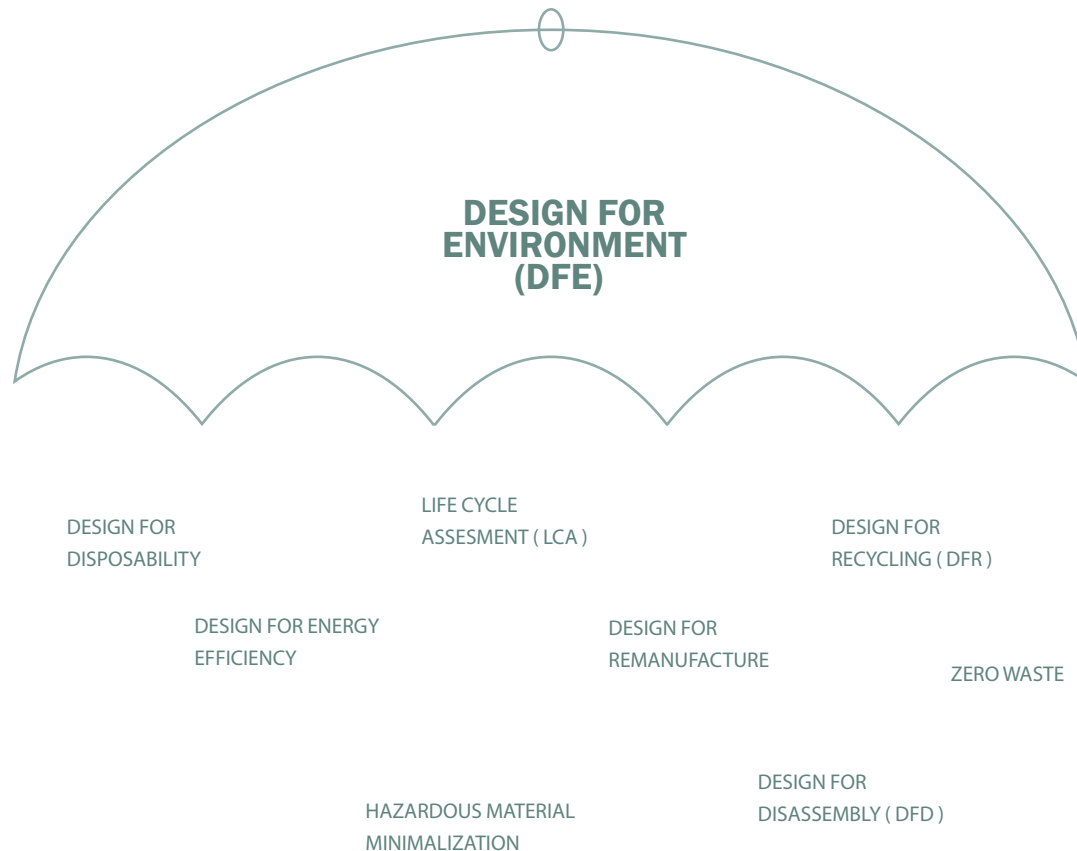 DESIGN FOR
ENVIRONMENT
(DFE)
LIFE CYCLE
ASSESMENT ( LCA )
DESIGN FOR
DISPOSABILITY
DESIGN FOR
RECYCLING ( DFR )
DESIGN FOR ENERGY
EFFICIENCY
DESIGN FOR
REMANUFACTURE
ZERO WASTE
DESIGN FOR
DISASSEMBLY ( DFD )
HAZARDOUS MATERIAL
MINIMALIZATION